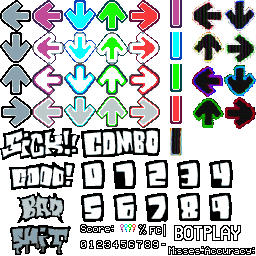 SICK!! COMBO
GOOD! 0 1 2 3 4
BAD 5 6 7 8 9
SHIT Score: ???% rc| BOTPLAY
0123456789- Misses-Accuracy: